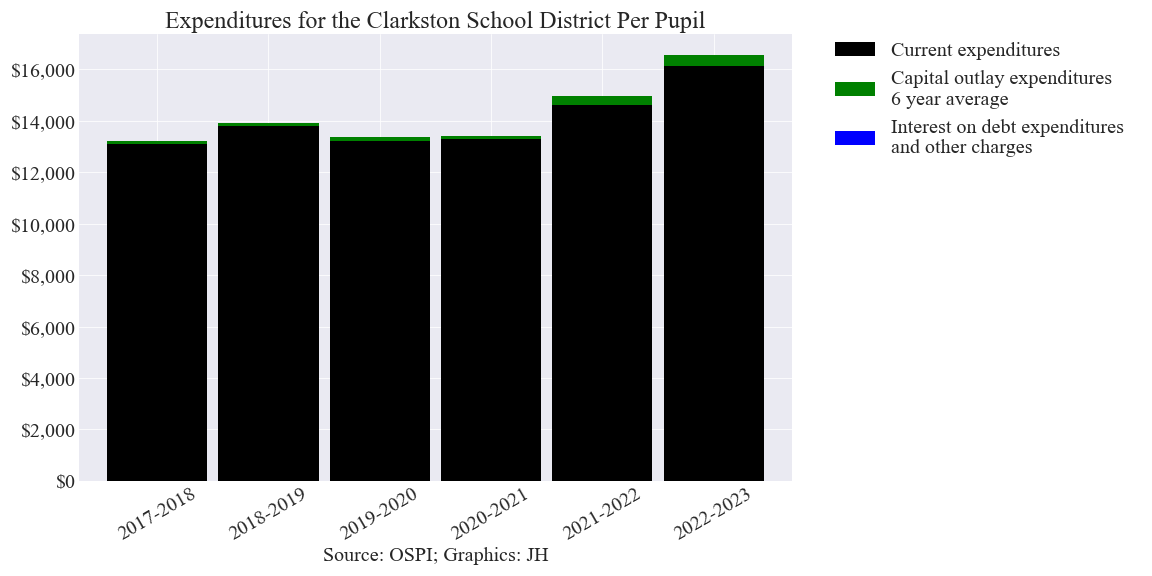 Expenditures for the Clarkston School District Per Pupil
Current expenditures
Capital outlay expenditures
6 year average
Interest on debt expenditures
and other charges
$16,000
$14,000
$12,000
$10,000
$8,000
$6,000
$4,000
$2,000
$0
2017-2018
2018-2019
2019-2020
2020-2021
2021-2022
2022-2023
Source: OSPI; Graphics: JH